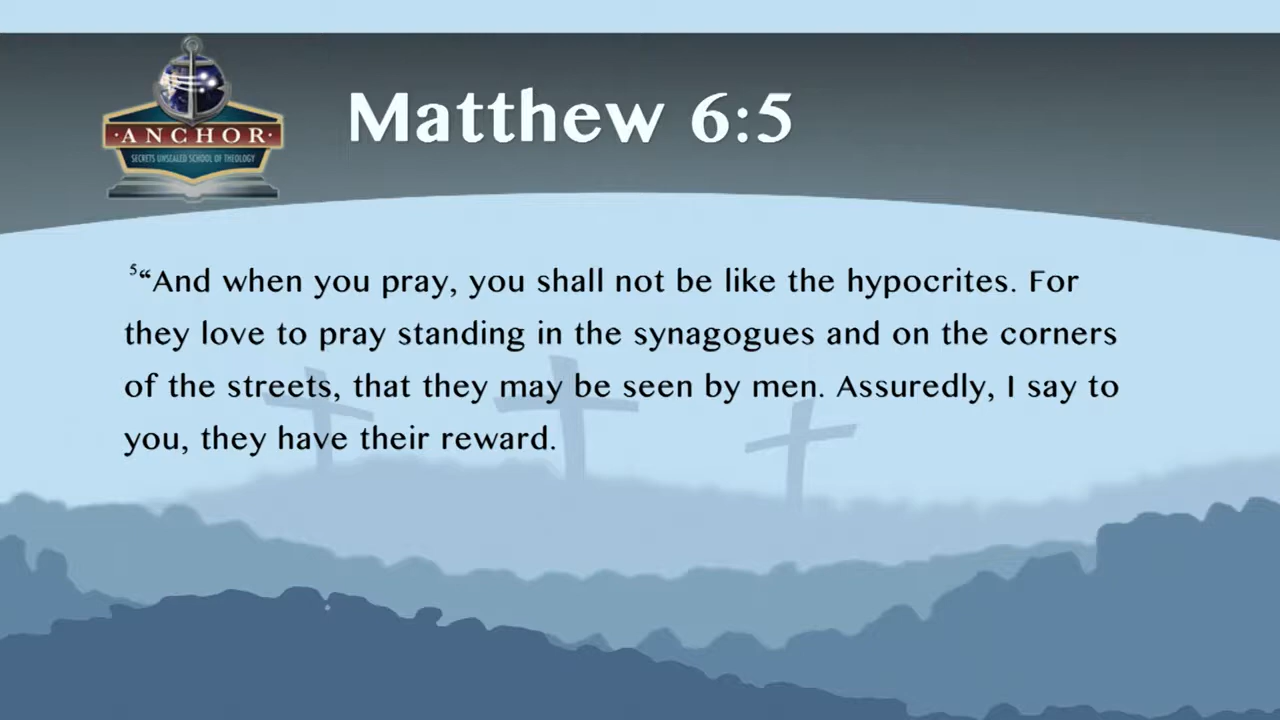 Matthew 6:5
·ANCHOR·
SECRETS UNSEALED SCHOOL OF THEOLOGY
5“And when you pray, you shall not be like the hypocrites. For
they love to pray standing in the synagogues and on the corners
of the streets, that they may be seen by men. Assuredly, I say to
you, they have their reward.